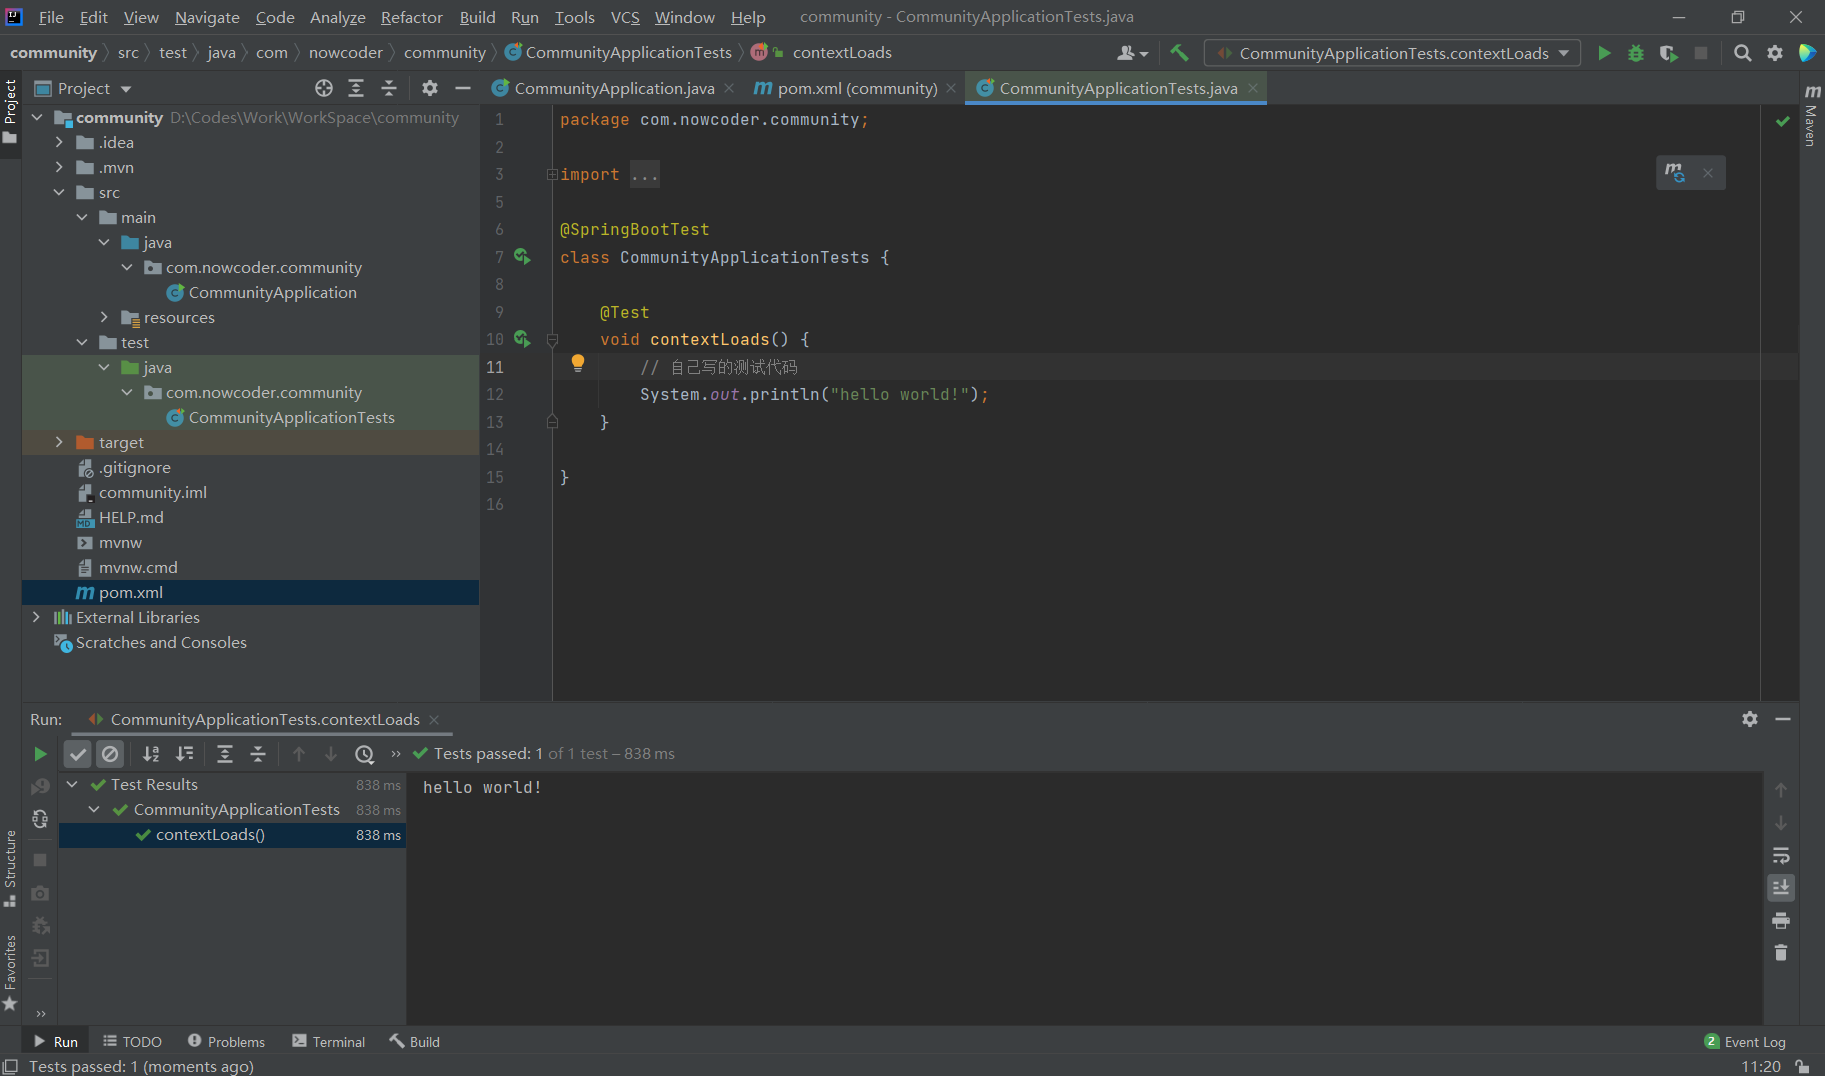 File Edit View Navigate Code Analyze Refactor Build Run Tools VCS Window Help community - CommunityApplicationTests.java
community src test java com nowcoder community CommunityApplicationTests contextLoads CommunityApplicationTests.contextLoads
Project CommunityApplication.java pom.xml (community) CommunityApplicationTests.java
Project
Structure
Favorites
Maven
community D:\Codes\Work\WorkSpace\community
.idea
.mvn
src
main
java
com.nowcoder.community
CommunityApplication
resources
test
java
com.nowcoder.community
CommunityApplicationTests
target
.gitignore
community.iml
HELP.md
mvnw
mvnw.cmd
pom.xml
External Libraries
Scratches and Consoles
1 package com.nowcoder.community;
2
3 import ...
5
6 @SpringBootTest
7 class CommunityApplicationTests {
8
9 @Test
10 void contextLoads() {
11 // 自己写的测试代码
12 System.out.println("hello world!");
13 }
14
15 }
16
Run: CommunityApplicationTests.contextLoads
Tests passed: 1 of 1 test – 838 ms
Test Results 838 ms
CommunityApplicationTests 838 ms
contextLoads() 838 ms
hello world!
Run TODO Problems Terminal Build 2 Event Log
Tests passed: 1 (moments ago) 11:20